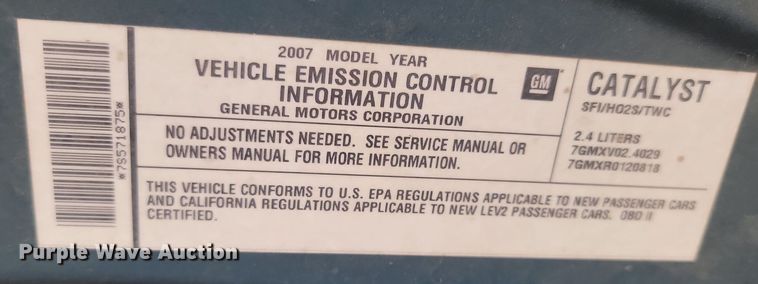 *7S571875*
2007 MODEL YEAR
VEHICLE EMISSION CONTROL
INFORMATION
GENERAL MOTORS CORPORATION
GM
NO ADJUSTMENTS NEEDED. SEE SERVICE MANUAL OR
OWNERS MANUAL FOR MORE INFORMATION.
CATALYST
SFI/HO2S/TWC
2.4 LITERS
7GMXV02.4029
7GMXR0120818
THIS VEHICLE CONFORMS TO U.S. EPA REGULATIONS APPLICABLE TO NEW PASSENGER CARS
AND CALIFORNIA REGULATIONS APPLICABLE TO NEW LEV2 PASSENGER CARS. OBD II
CERTIFIED.
Purple Wave Auction